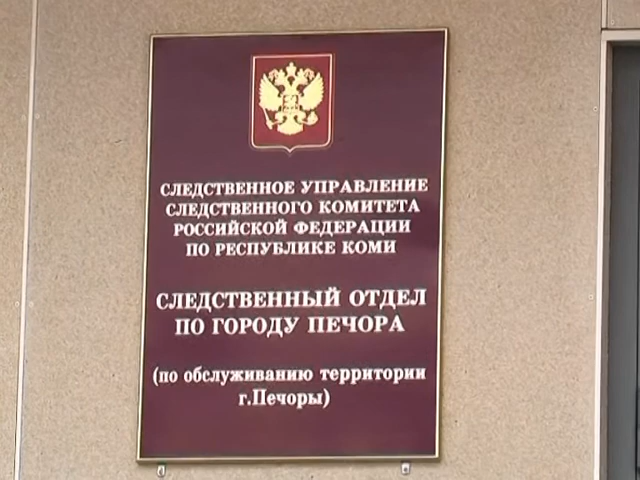 СЛЕДСТВЕННОЕ УПРАВЛЕНИЕ
СЛЕДСТВЕННОГО КОМИТЕТА
РОССИЙСКОЙ ФЕДЕРАЦИИ
ПО РЕСПУБЛИКЕ КОМИ
СЛЕДСТВЕННЫЙ ОТДЕЛ
ПО ГОРОДУ ПЕЧОРА
(по обслуживанию территории
г.Печоры)